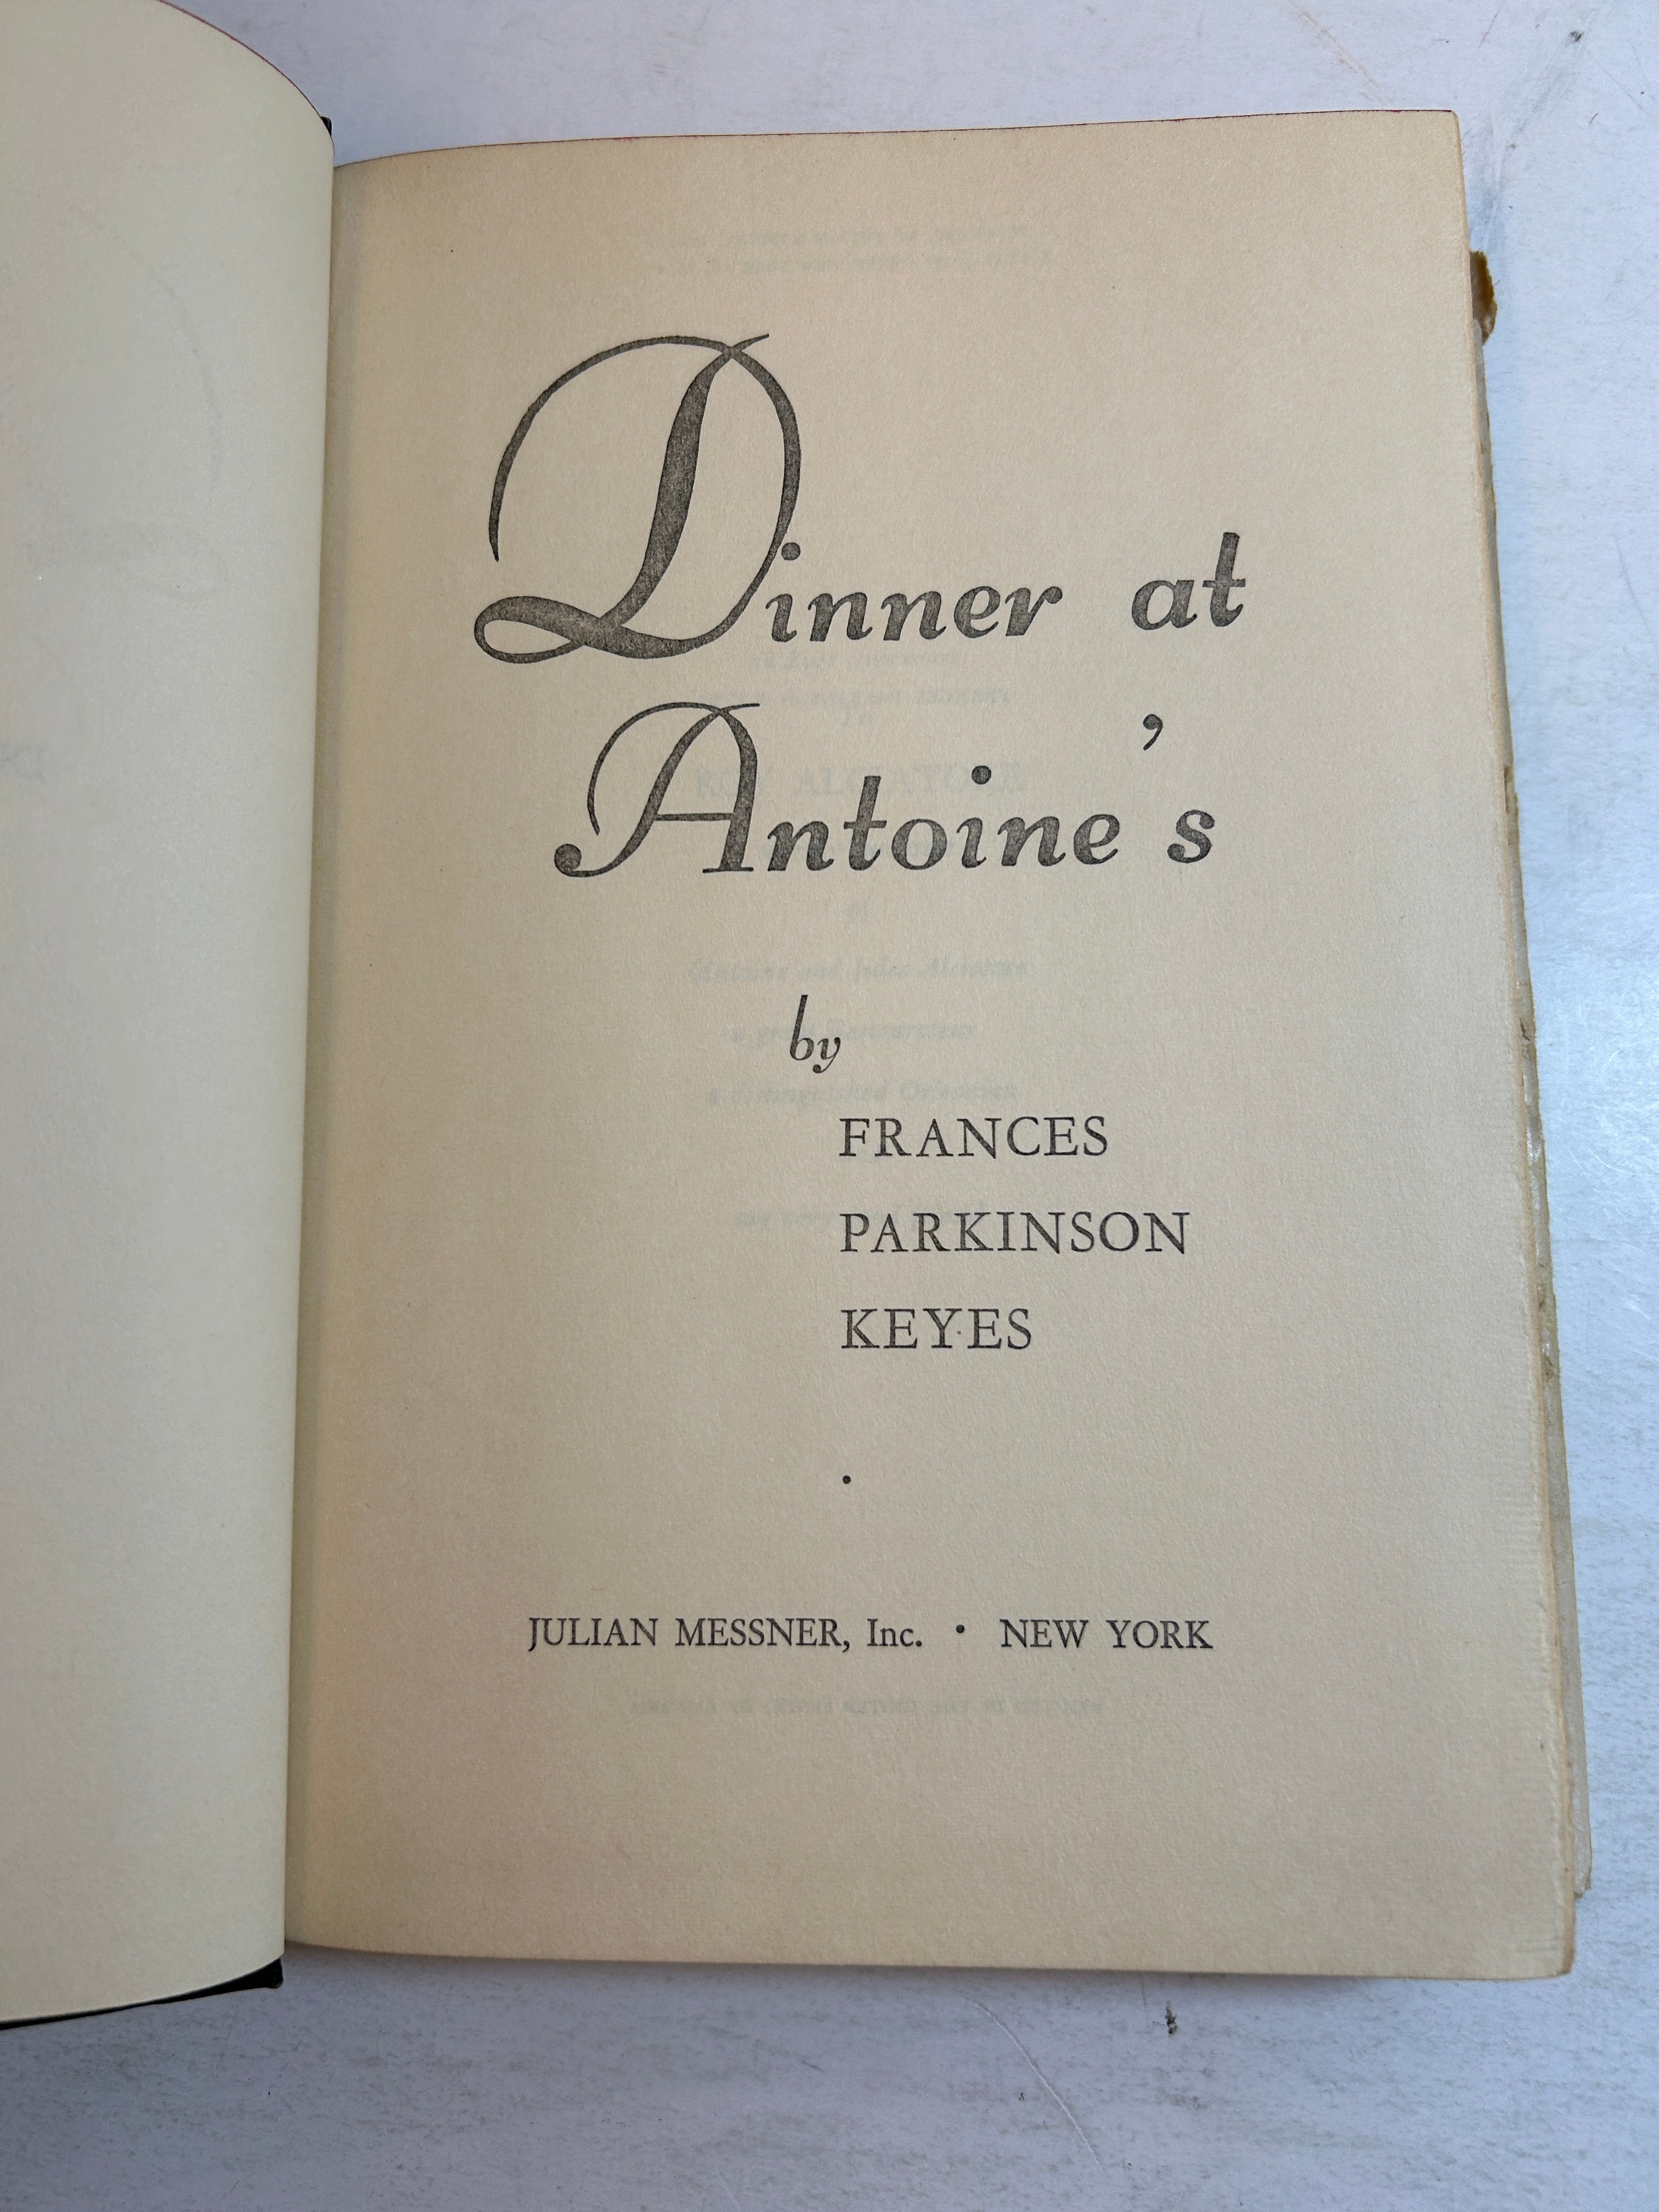 Dinner at
Antoine's
by
FRANCES
PARKINSON
KEYES
JULIAN MESSNER, Inc. • NEW YORK